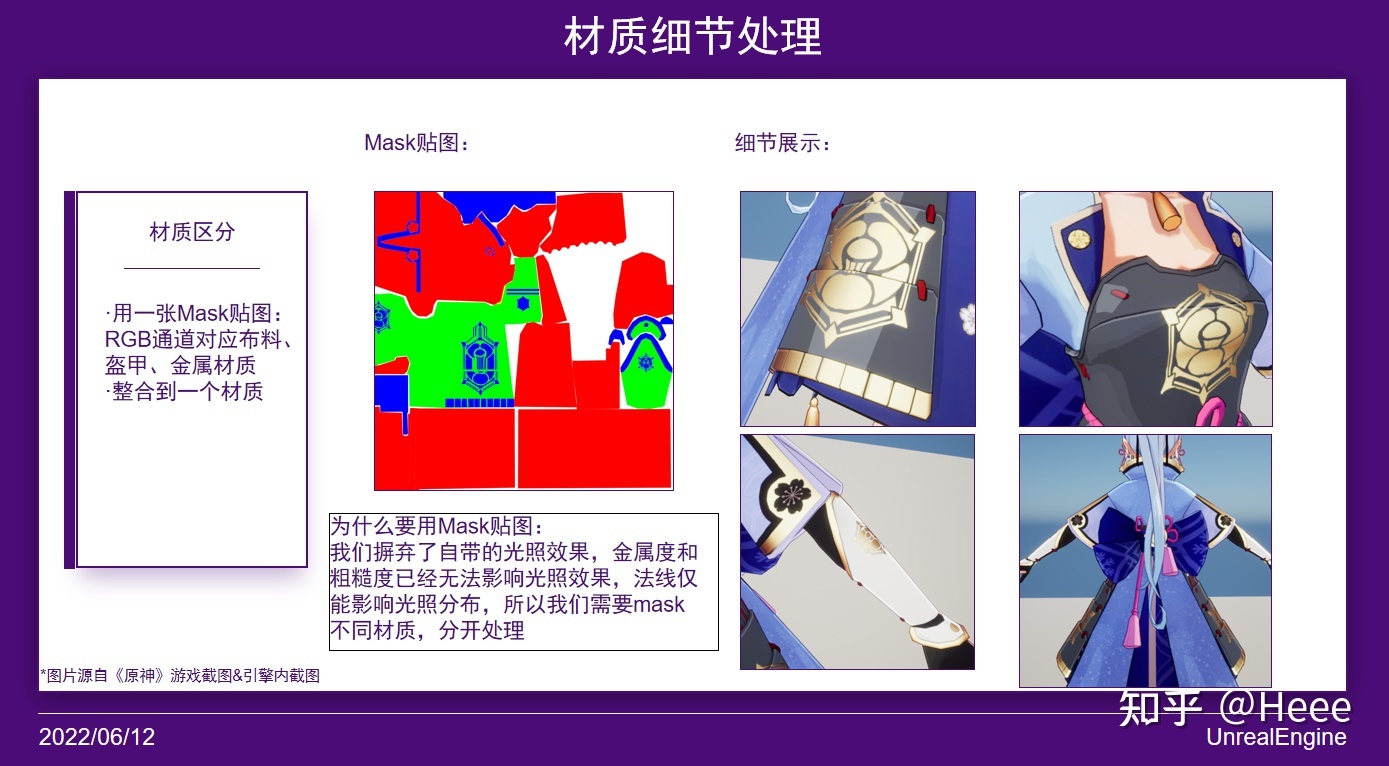 材质细节处理
Mask贴图：
细节展示：
材质区分
·用一张Mask贴图：
RGB通道对应布料、
盔甲、金属材质
·整合到一个材质
为什么要用Mask贴图：
我们摒弃了自带的光照效果，金属度和
粗糙度已经无法影响光照效果，法线仅
能影响光照分布，所以我们需要mask
不同材质，分开处理
*图片源自《原神》游戏截图&引擎内截图
知乎 @Heee
2022/06/12
UnrealEngine